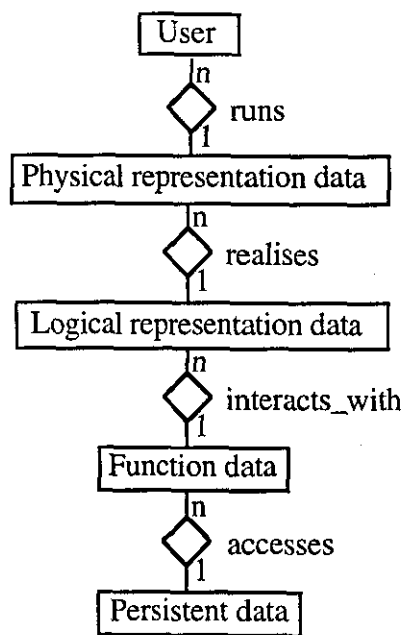 User
n
runs
1
Physical representation data
n
realises
1
Logical representation data
n
interacts_with
1
Function data
n
accesses
1
Persistent data